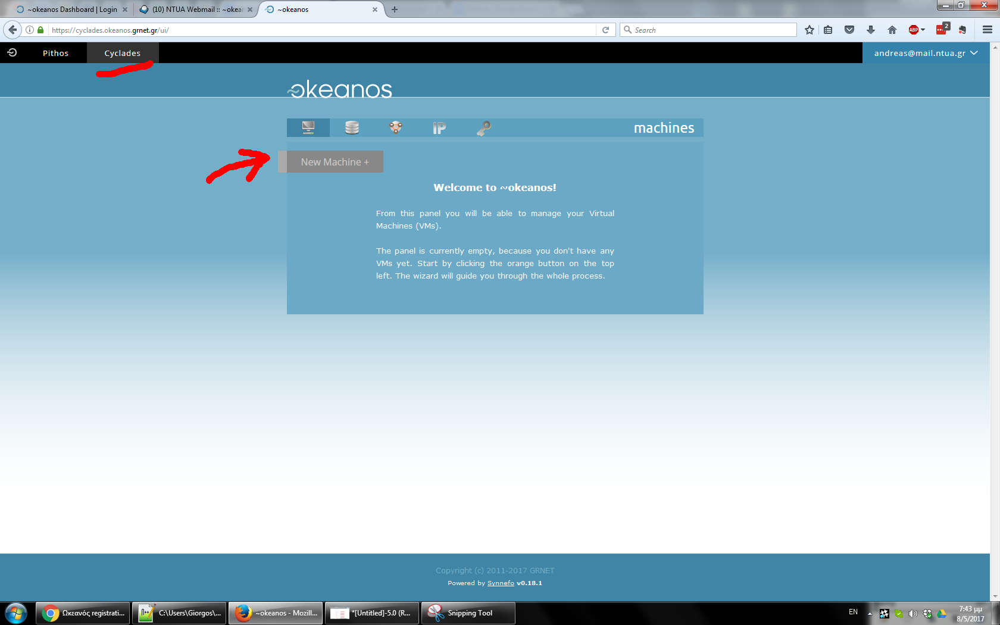 ~okeanos Dashboard | Login
(10) NTUA Webmail :: ~okea
~okeanos
https://cyclades.okeanos.grnet.gr/ui/
Search
ABP
2
Pithos
Cyclades
andreas@mail.ntua.gr
~okeanos
IP
machines
New Machine +
Welcome to ~okeanos!
From this panel you will be able to manage your Virtual
Machines (VMs).
The panel is currently empty, because you don't have any
VMs yet. Start by clicking the orange button on the top
left. The wizard will guide you through the whole process.
Copyright (c) 2011-2017 GRNET
Powered by Synnefo v0.18.1
Ωκεανός registrati...
C:\Users\Giorgos\...
~okeanos - Mozill...
*[Untitled]-5.0 (R...
Snipping Tool
EN
7:43 μμ
8/5/2017